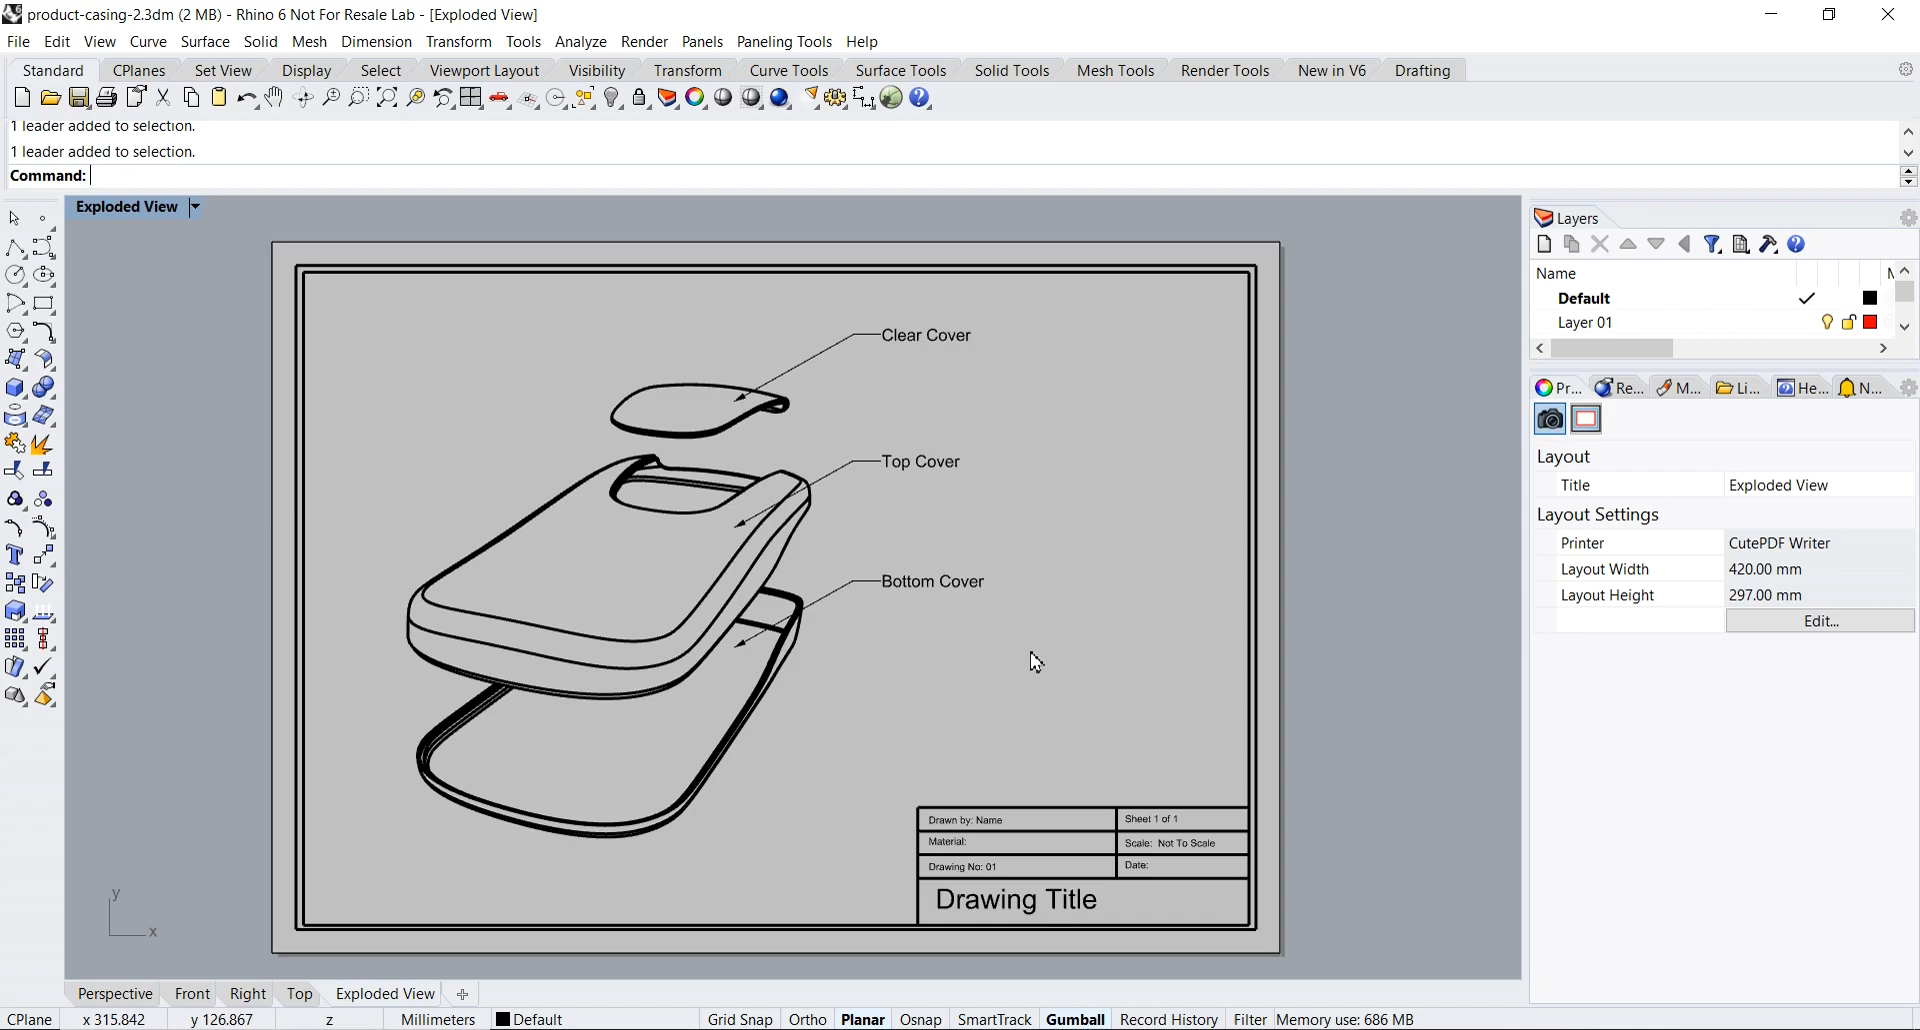 product-casing-2.3dm (2 MB) - Rhino 6 Not For Resale Lab - [Exploded View]
File Edit View Curve Surface Solid Mesh Dimension Transform Tools Analyze Render Panels Paneling Tools Help
Standard CPlanes Set View Display Select Viewport Layout Visibility Transform Curve Tools Surface Tools Solid Tools Mesh Tools Render Tools New in V6 Drafting
1 leader added to selection.
1 leader added to selection.
Command:
Exploded View
Clear Cover
Top Cover
Bottom Cover
Drawn by: Name Sheet 1 of 1
Material: Scale: Not To Scale
Drawing No: 01 Date:
Drawing Title
y
x
Layers
Name
Default
Layer 01
Pr... Re... M... Li... He... N...
Layout
Title Exploded View
Layout Settings
Printer CutePDF Writer
Layout Width 420.00 mm
Layout Height 297.00 mm
Edit...
Perspective Front Right Top Exploded View
CPlane x 315.842 y 126.867 z Millimeters Default Grid Snap Ortho Planar Osnap SmartTrack Gumball Record History Filter Memory use: 686 MB